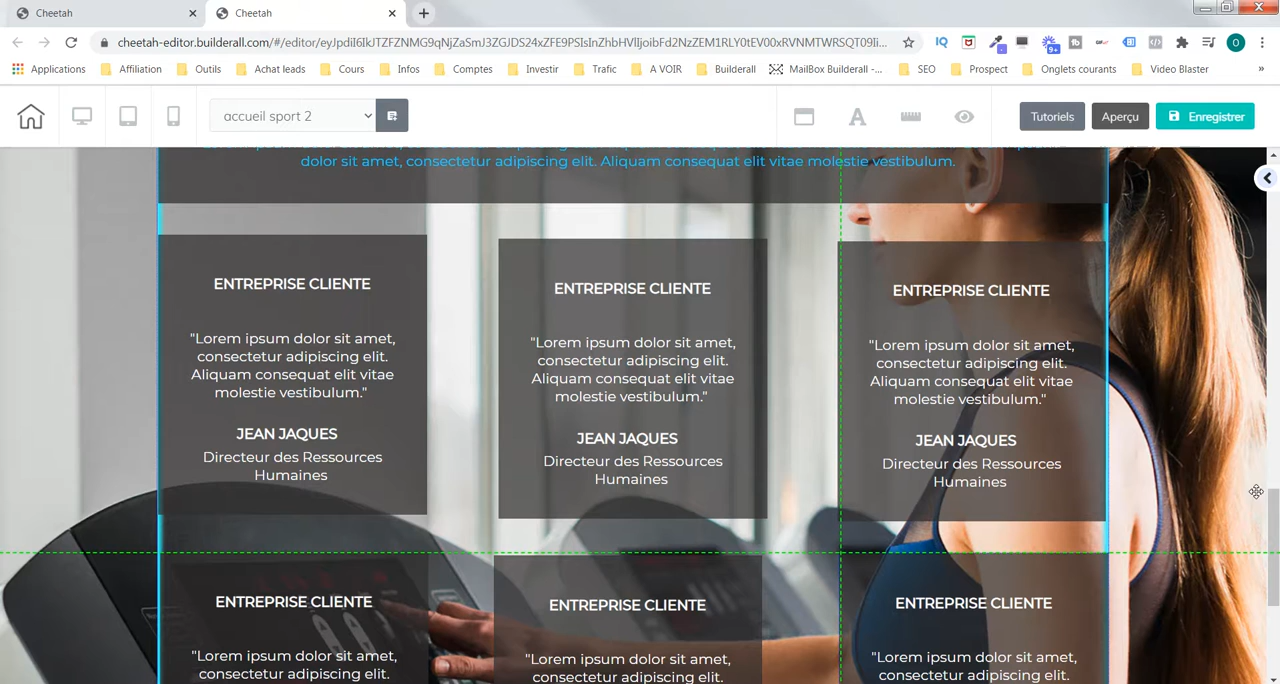 Cheetah
Cheetah
cheetah-editor.builderall.com/#/editor/
Applications
Affiliation
Outils
Achat leads
Cours
Infos
Comptes
Investir
Trafic
A VOIR
Builderall
MailBox Builderall -...
SEO
Prospect
Onglets courants
Video Blaster
»
accueil sport 2
Tutoriels
Aperçu
Enregistrer
dolor sit amet, consectetur adipiscing elit. Aliquam consequat elit vitae molestie vestibulum.
ENTREPRISE CLIENTE
"Lorem ipsum dolor sit amet,
consectetur adipiscing elit.
Aliquam consequat elit vitae
molestie vestibulum."
JEAN JAQUES
Directeur des Ressources
Humaines
ENTREPRISE CLIENTE
"Lorem ipsum dolor sit amet,
consectetur adipiscing elit.
Aliquam consequat elit vitae
molestie vestibulum."
JEAN JAQUES
Directeur des Ressources
Humaines
ENTREPRISE CLIENTE
"Lorem ipsum dolor sit amet,
consectetur adipiscing elit.
Aliquam consequat elit vitae
molestie vestibulum."
JEAN JAQUES
Directeur des Ressources
Humaines
ENTREPRISE CLIENTE
"Lorem ipsum dolor sit amet,
consectetur adipiscing elit.
ENTREPRISE CLIENTE
"Lorem ipsum dolor sit amet,
consectetur adipiscing elit.
ENTREPRISE CLIENTE
"Lorem ipsum dolor sit amet,
consectetur adipiscing elit.